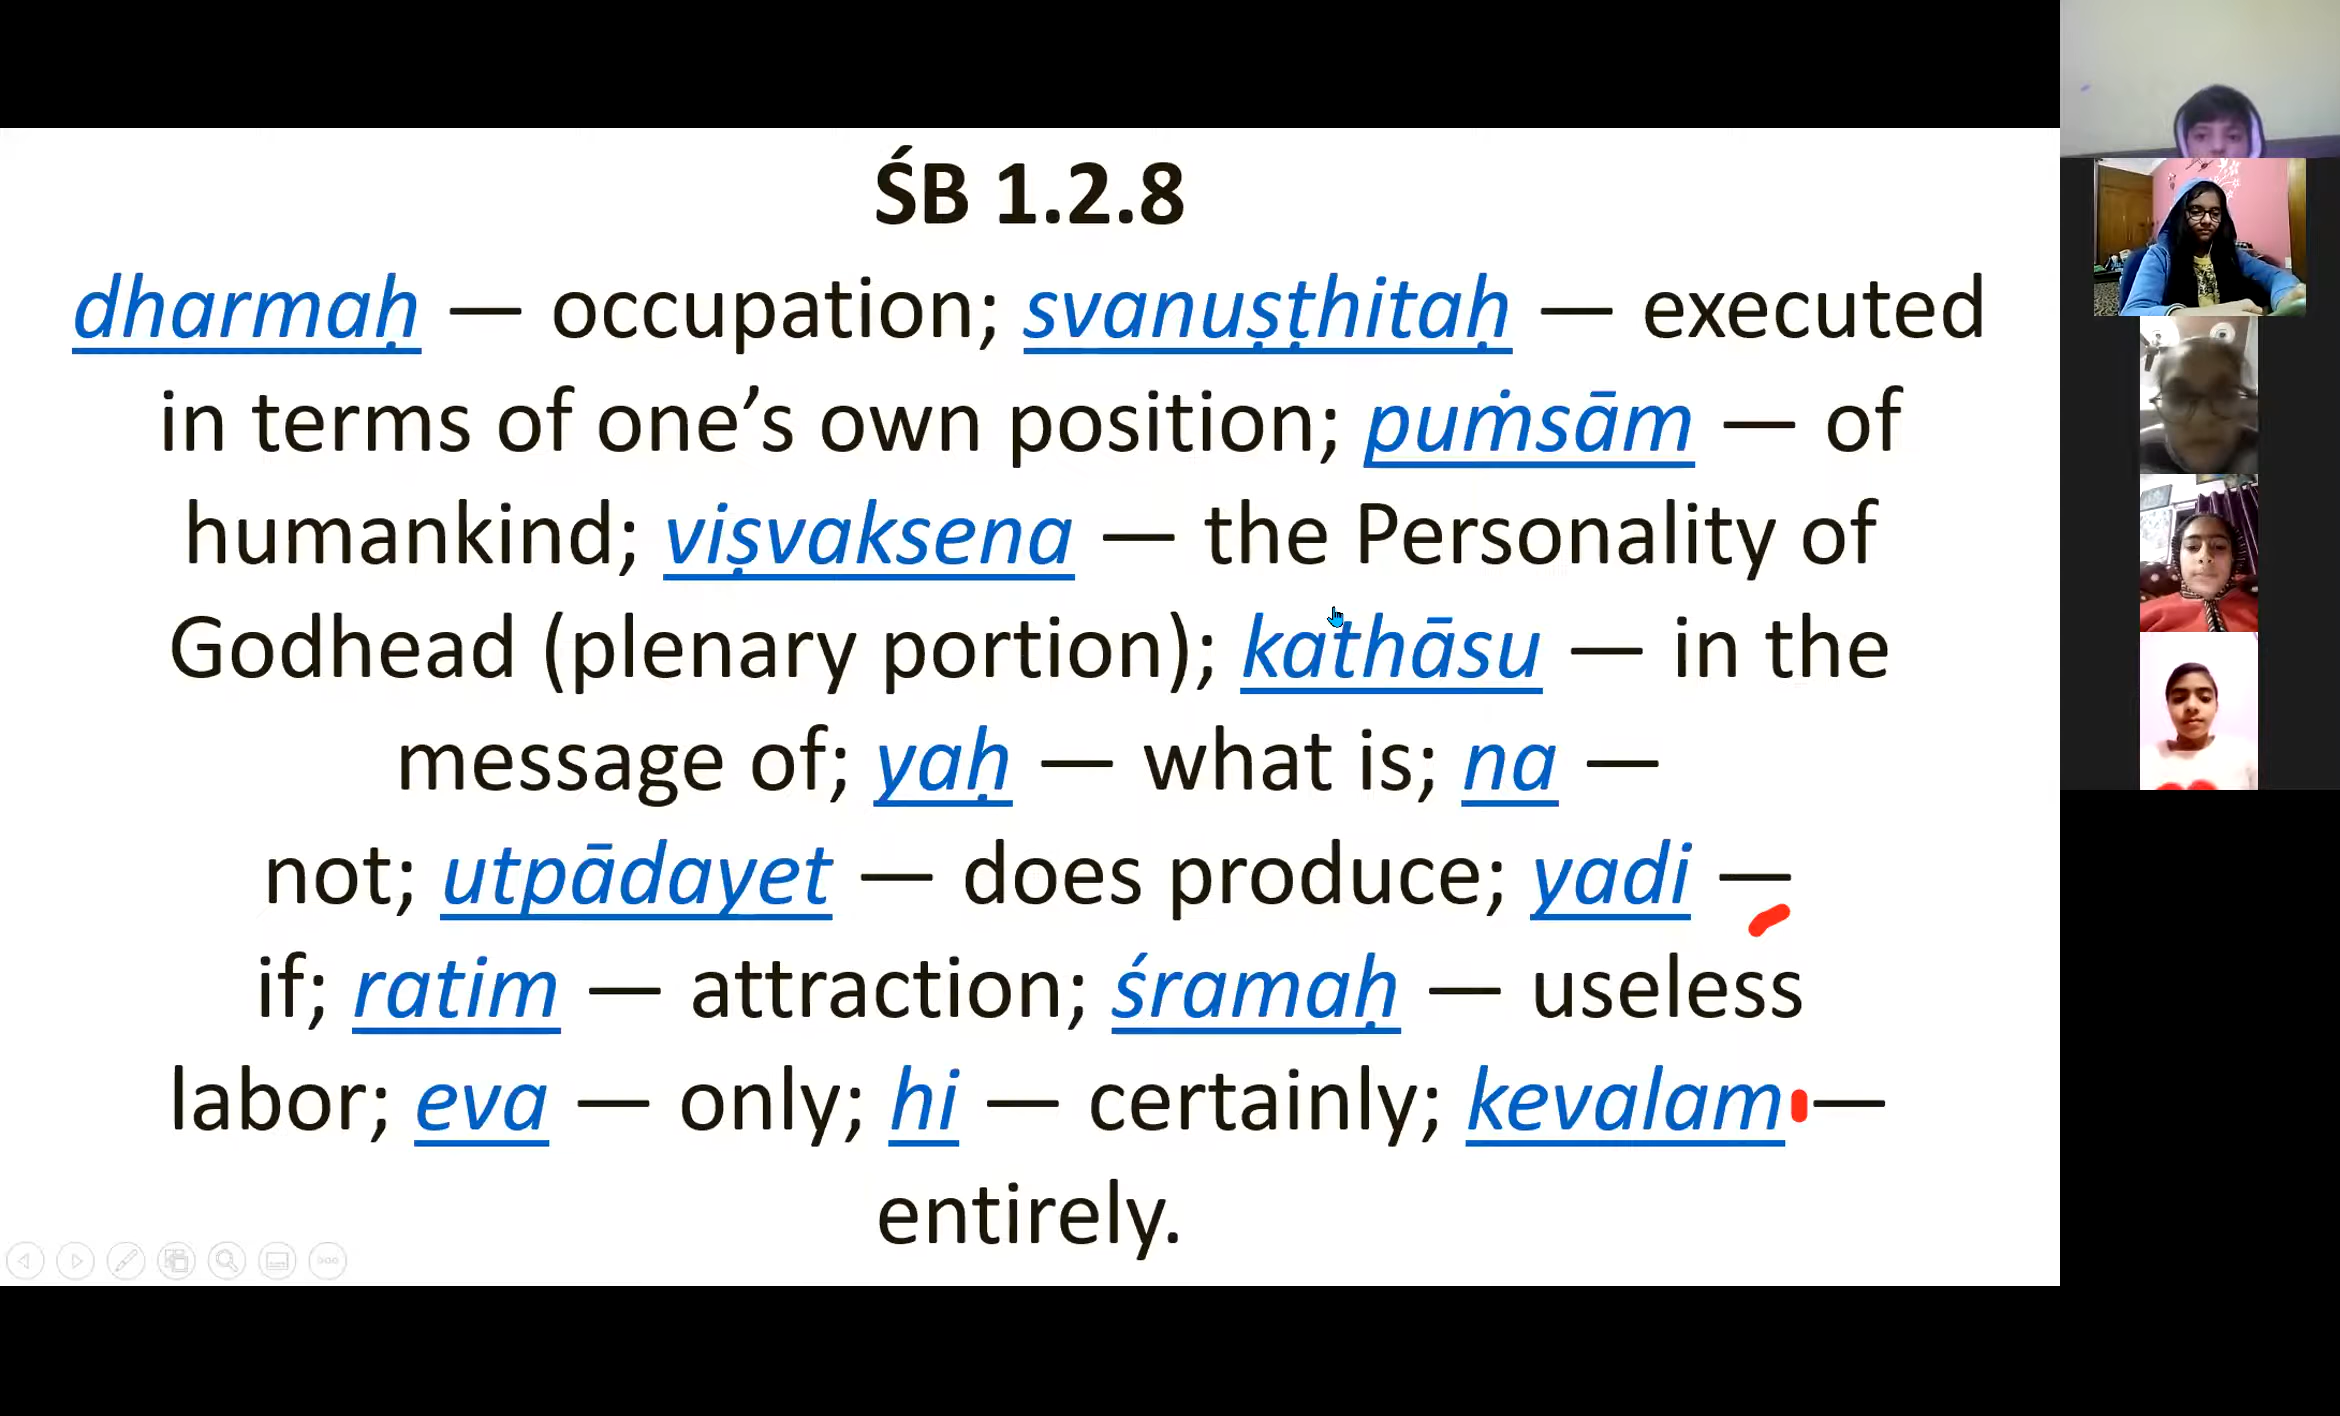 ŚB 1.2.8
dharmaḥ — occupation; svanuṣṭhitaḥ — executed
in terms of one’s own position; puṁsām — of
humankind; viṣvaksena — the Personality of
Godhead (plenary portion); kathāsu — in the
message of; yaḥ — what is; na —
not; utpādayet — does produce; yadi —
if; ratim — attraction; śramaḥ — useless
labor; eva — only; hi — certainly; kevalam —
entirely.